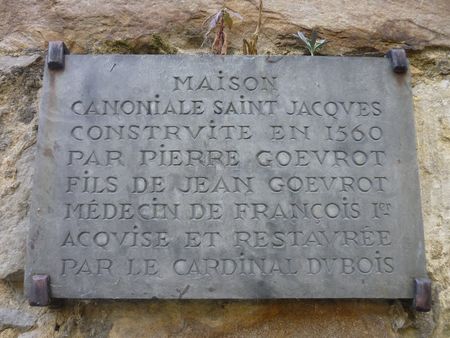 MAISON
CANONIALE SAINT JACQVES
CONSTRVITE EN 1560
PAR PIERRE GOEVROT
FILS DE JEAN GOEVROT
MÉDECIN DE FRANÇOIS Ier
ACQVISE ET RESTAVRÉE
PAR LE CARDINAL DVBOIS